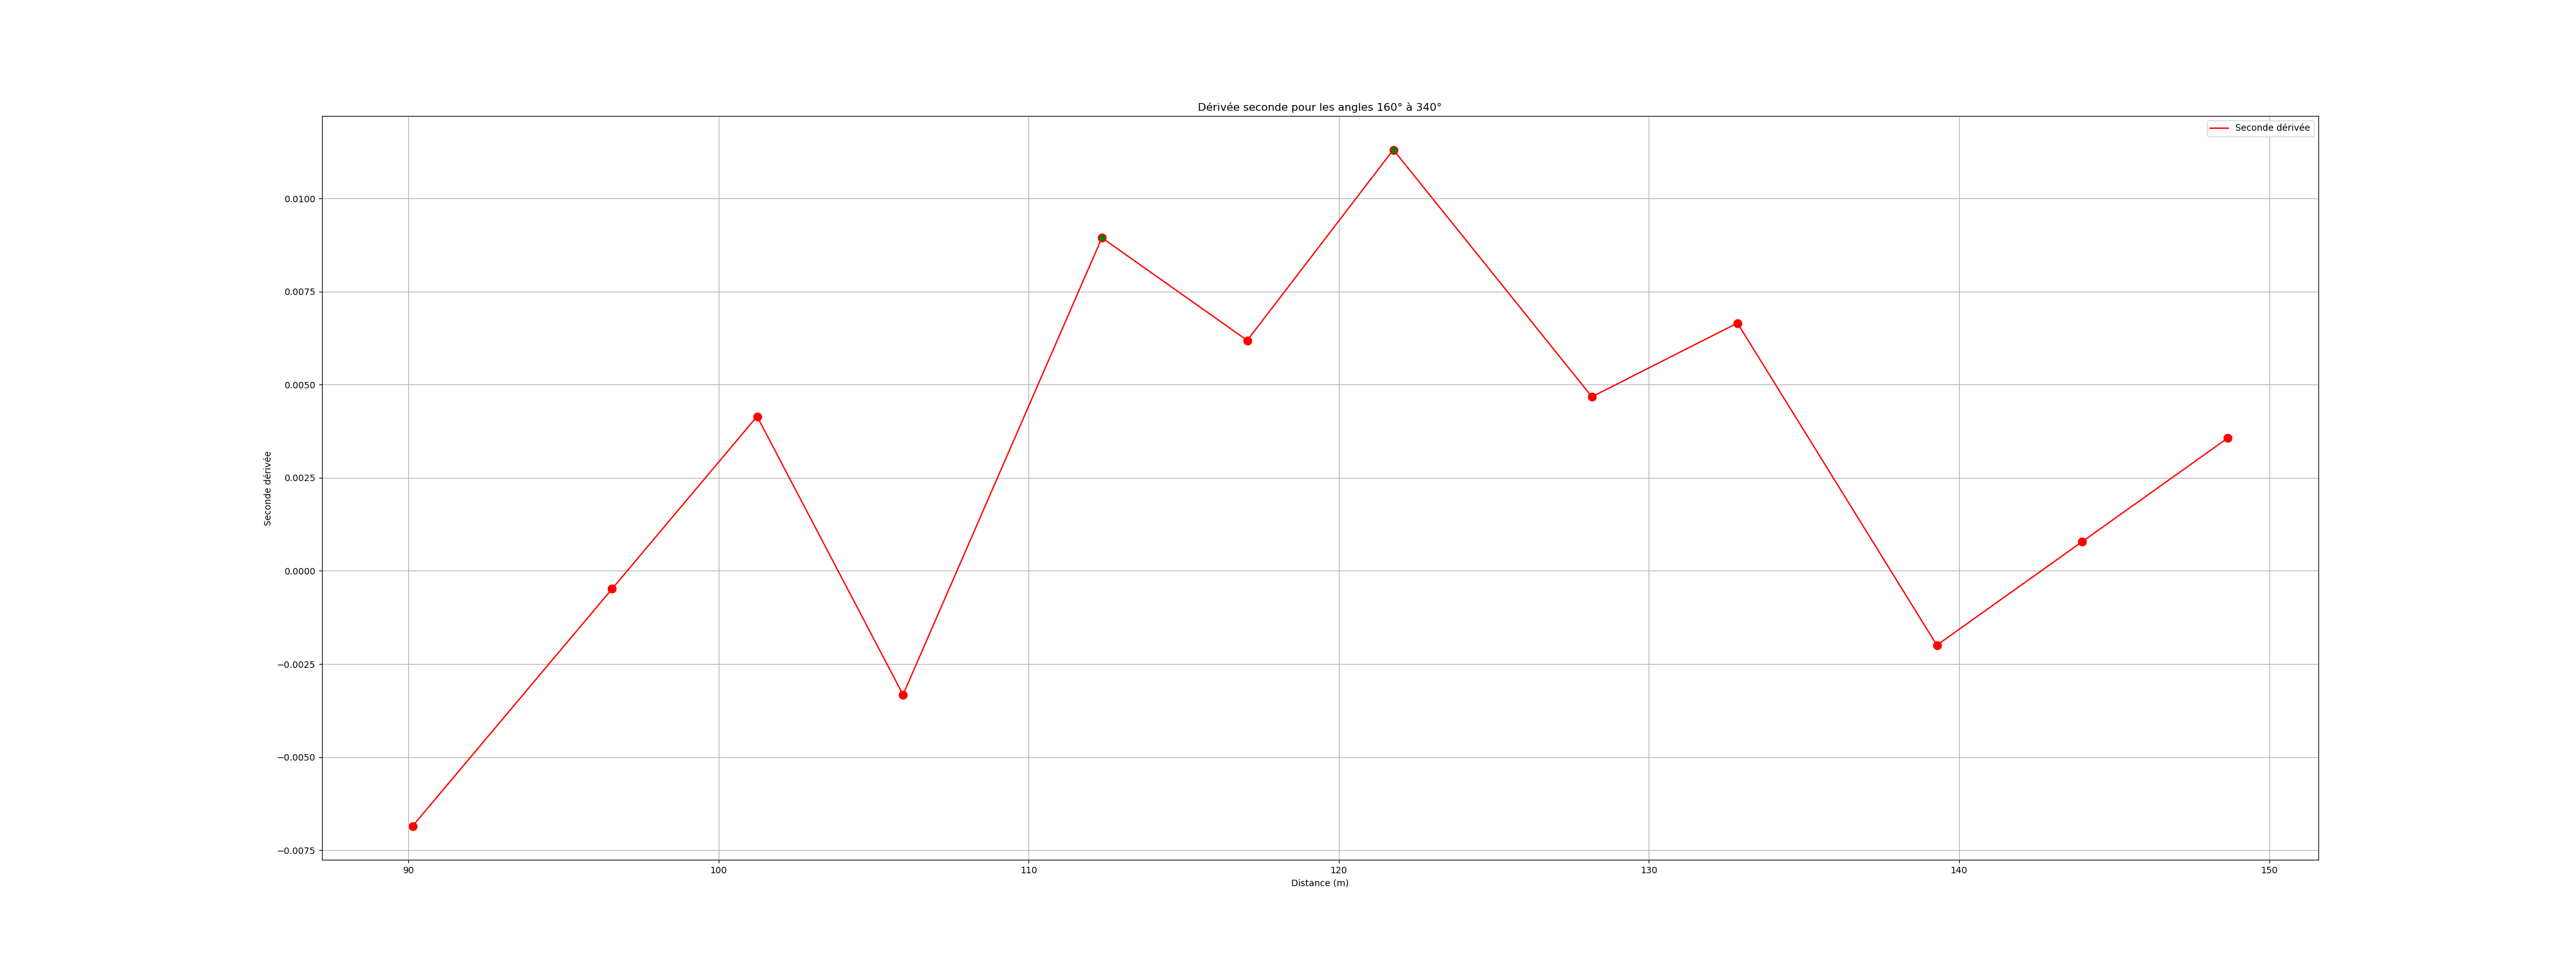 Dérivée seconde pour les angles 160° à 340°
Seconde dérivée
0.0100
0.0075
0.0050
0.0025
0.0000
−0.0025
−0.0050
−0.0075
Seconde dérivée
90 100 110 120 130 140 150
Distance (m)